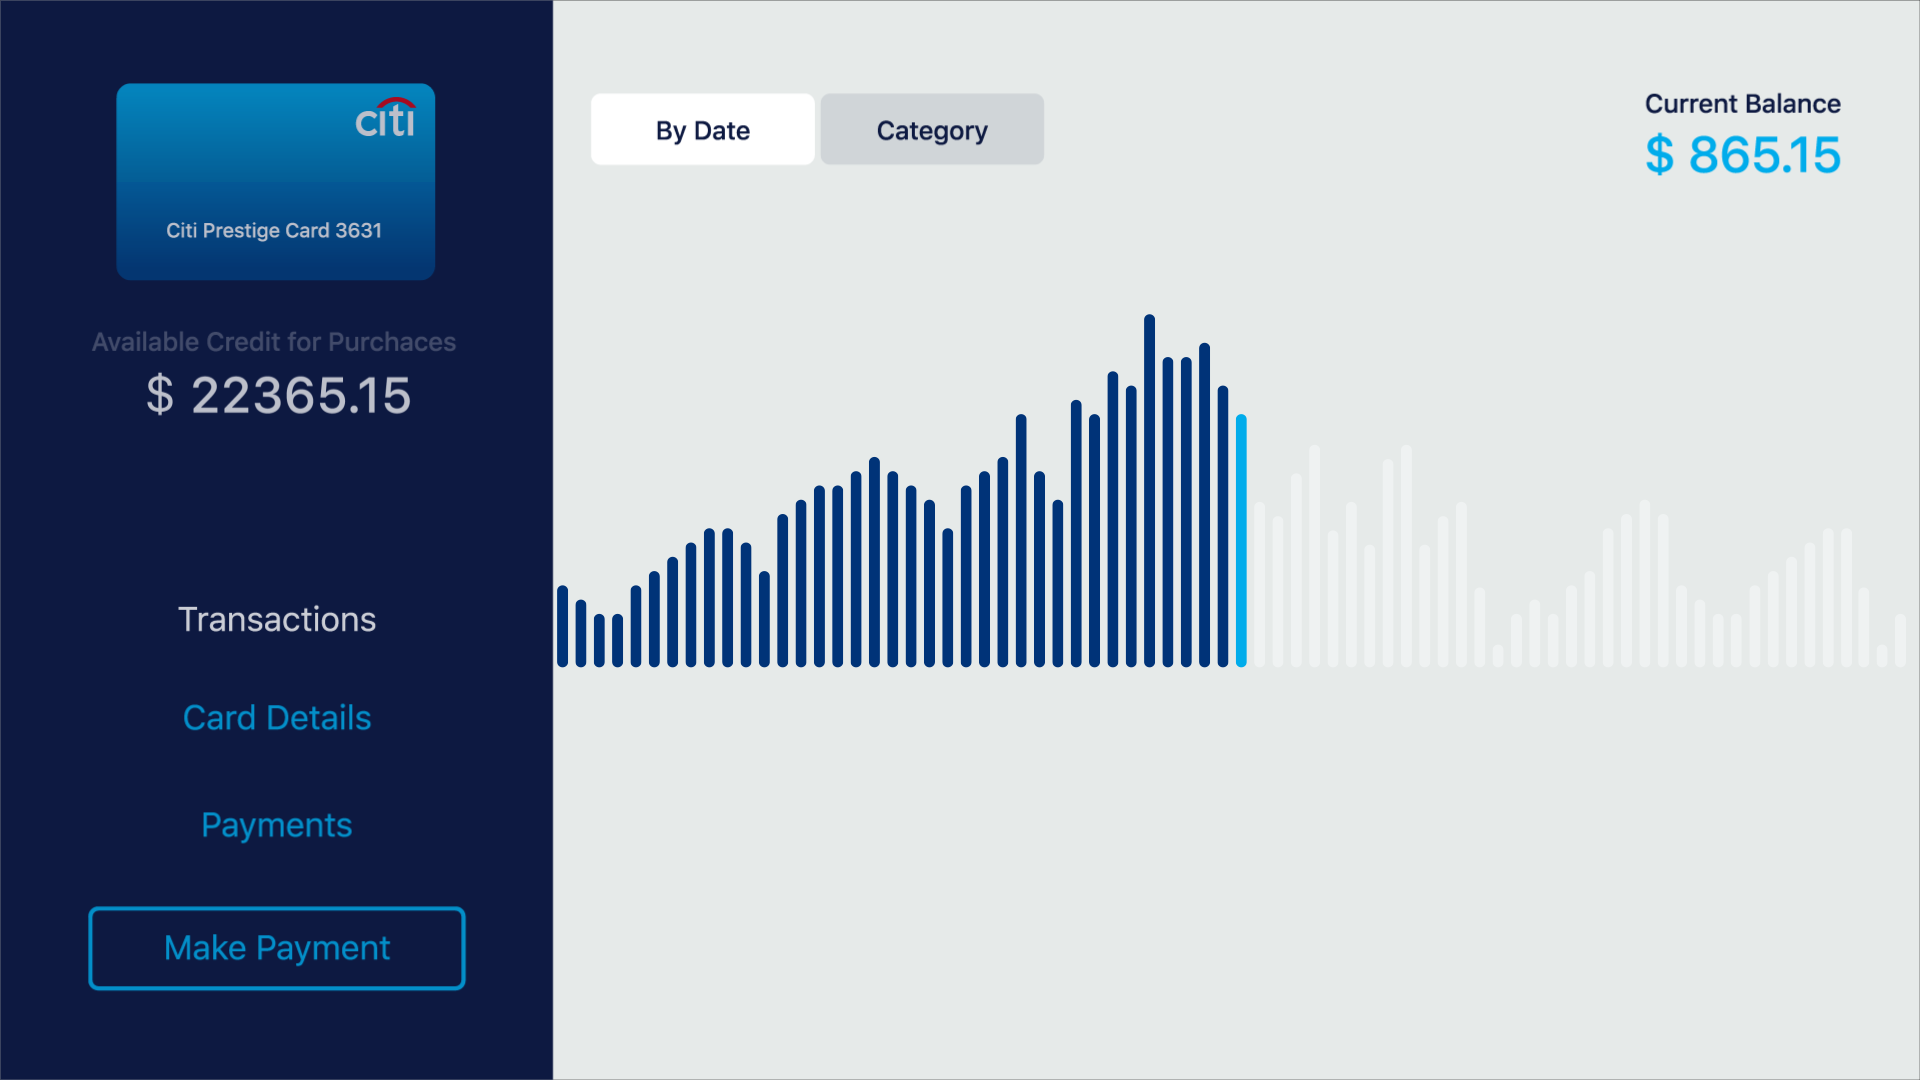 citi
Citi Prestige Card 3631
Available Credit for Purchaces
$ 22365.15
Transactions
Card Details
Payments
Make Payment
By Date
Category
Current Balance
$ 865.15